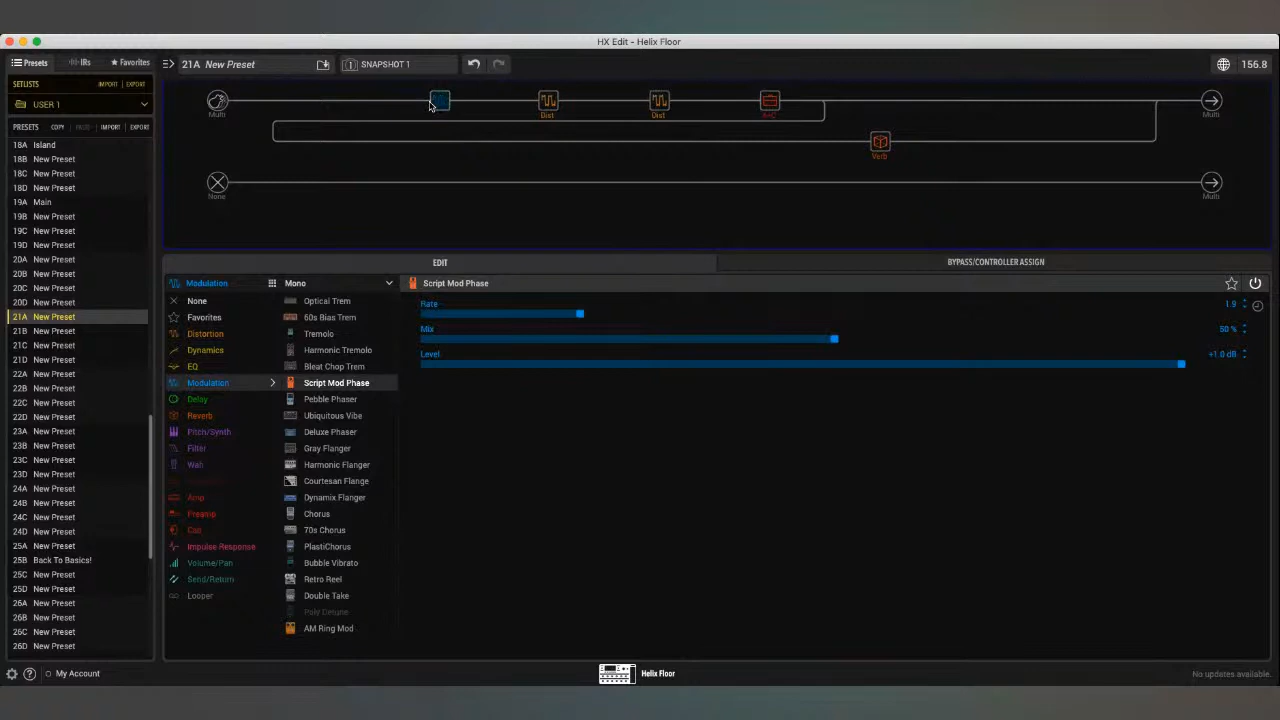 HX Edit - Helix Floor
Presets
IRs
Favorites
21A New Preset
1 SNAPSHOT 1
156.8
SETLISTS
IMPORT
EXPORT
USER 1
PRESETS
COPY
PASTE
IMPORT
EXPORT
18A Island
18B New Preset
18C New Preset
18D New Preset
19A Main
19B New Preset
19C New Preset
19D New Preset
20A New Preset
20B New Preset
20C New Preset
20D New Preset
21A New Preset
21B New Preset
21C New Preset
21D New Preset
22A New Preset
22B New Preset
22C New Preset
22D New Preset
23A New Preset
23B New Preset
23C New Preset
23D New Preset
24A New Preset
24B New Preset
24C New Preset
24D New Preset
25A New Preset
25B Back To Basics!
25C New Preset
25D New Preset
26A New Preset
26B New Preset
26C New Preset
26D New Preset
Multi
Dist
Dist
A+C
Multi
Verb
None
Multi
EDIT
BYPASS/CONTROLLER ASSIGN
Modulation
None
Favorites
Distortion
Dynamics
EQ
Modulation
Delay
Reverb
Pitch/Synth
Filter
Wah
Amp
Preamp
Cab
Impulse Response
Volume/Pan
Send/Return
Looper
Mono
Optical Trem
60s Bias Trem
Tremolo
Harmonic Tremolo
Bleat Chop Trem
Script Mod Phase
Pebble Phaser
Ubiquitous Vibe
Deluxe Phaser
Gray Flanger
Harmonic Flanger
Courtesan Flange
Dynamix Flanger
Chorus
70s Chorus
PlastiChorus
Bubble Vibrato
Retro Reel
Double Take
Poly Detune
AM Ring Mod
Script Mod Phase
Rate 1.9
Mix 50 %
Level +1.0 dB
? My Account
Helix Floor
No updates available.